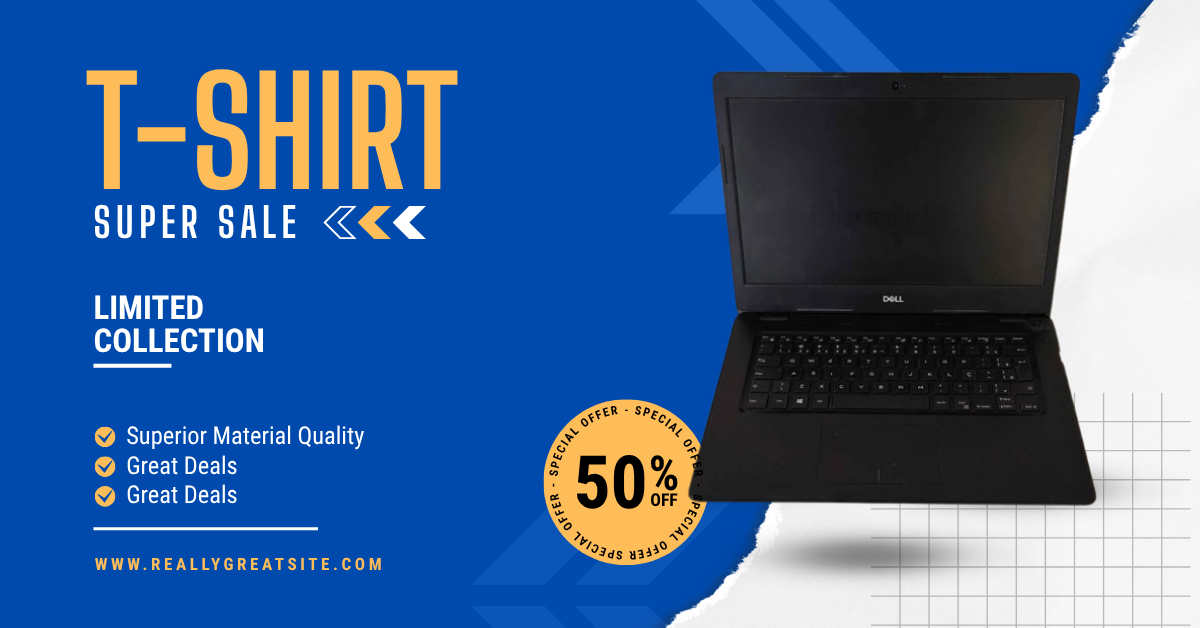 T-SHIRT
SUPER SALE
LIMITED
COLLECTION
Superior Material Quality
Great Deals
Great Deals
WWW.REALLYGREATSITE.COM
SPECIAL OFFER - SPECIAL OFFER - SPECIAL OFFER SPECIAL OFFER -
50%
OFF
DELL